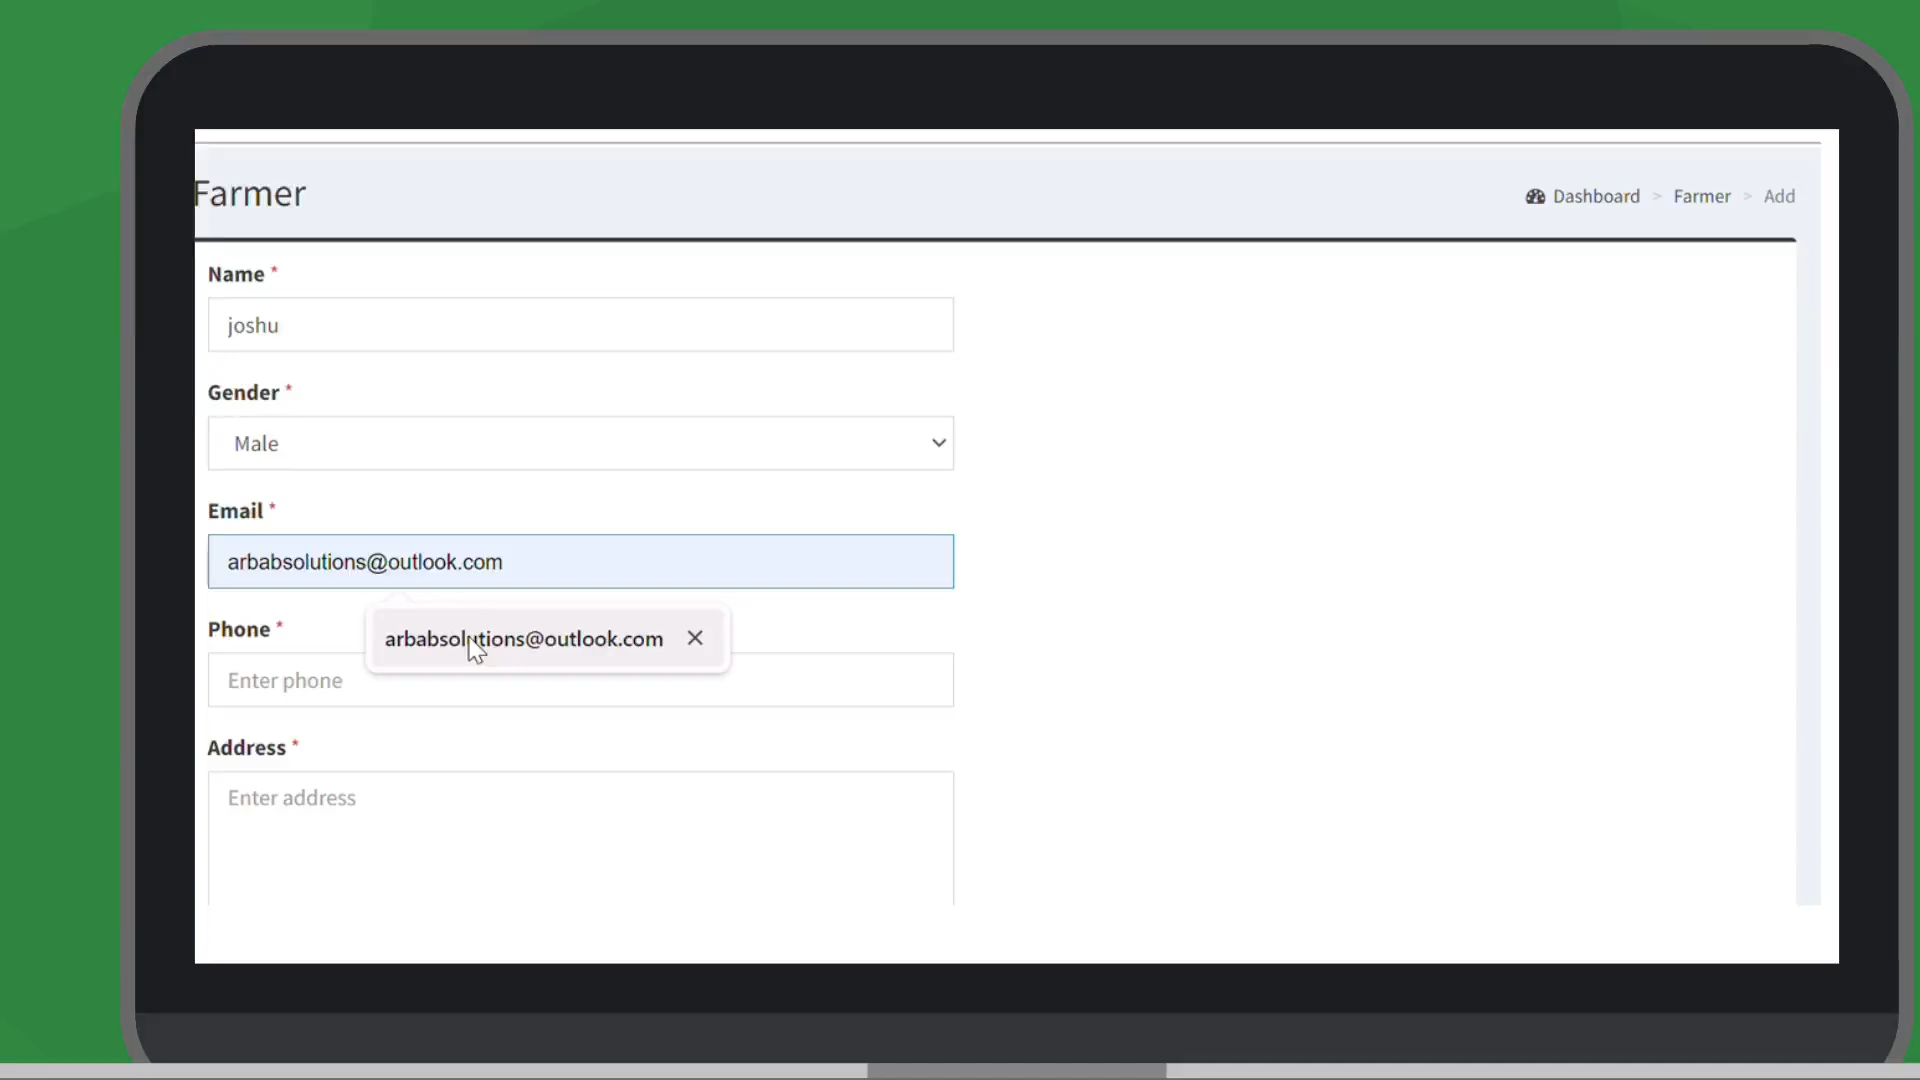 Farmer
Dashboard > Farmer > Add
Name *
joshu
Gender *
Male
Email *
arbabsolutions@outlook.com
arbabsolutions@outlook.com
Phone *
Enter phone
Address *
Enter address